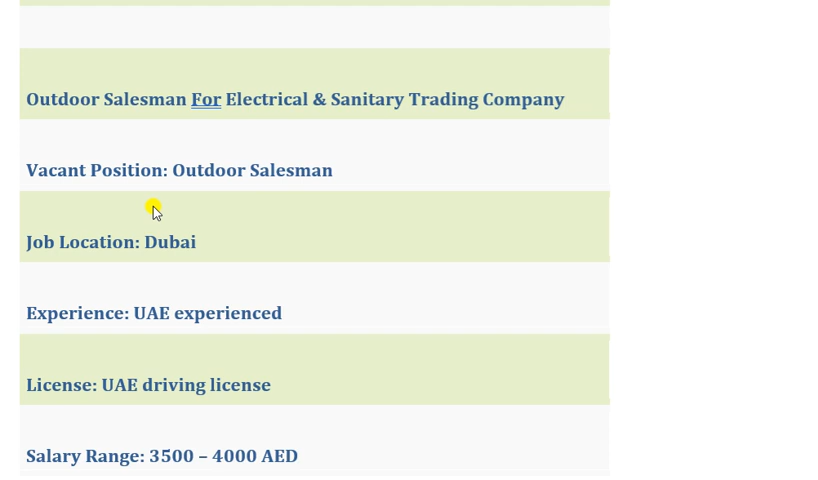 Outdoor Salesman For Electrical & Sanitary Trading Company
Vacant Position: Outdoor Salesman
Job Location: Dubai
Experience: UAE experienced
License: UAE driving license
Salary Range: 3500 – 4000 AED